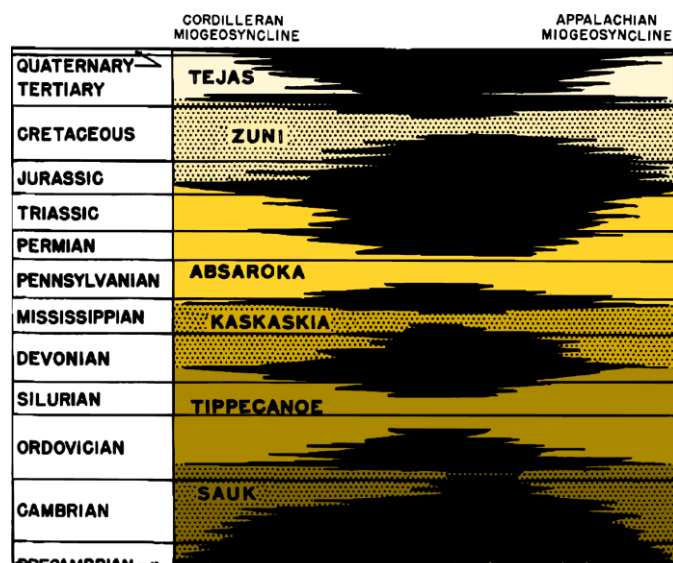 CORDILLERAN
MIOGEOSYNCLINE
APPALACHIAN
MIOGEOSYNCLINE
QUATERNARY
TERTIARY
TEJAS
CRETACEOUS
ZUNI
JURASSIC
TRIASSIC
PERMIAN
PENNSYLVANIAN
ABSAROKA
MISSISSIPPIAN
KASKASKIA
DEVONIAN
SILURIAN
TIPPECANOE
ORDOVICIAN
SAUK
CAMBRIAN
PRECAMBRIAN